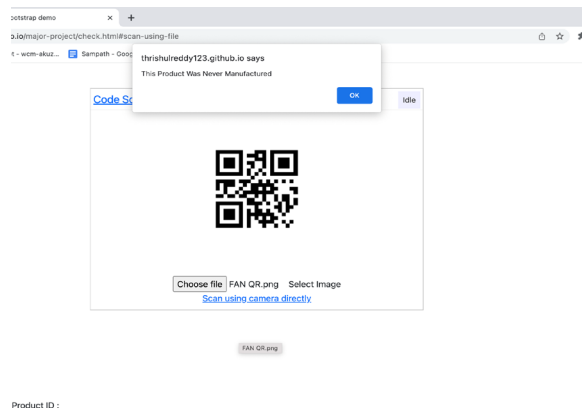 ootstrap demo
.io/major-project/check.html#scan-using-file
t - wcm-akuz...
Sampath - Goog
thrishulreddy123.github.io says
This Product Was Never Manufactured
OK
Code Sc
Idle
Choose file FAN QR.png Select Image
Scan using camera directly
FAN QR.png
Product ID :